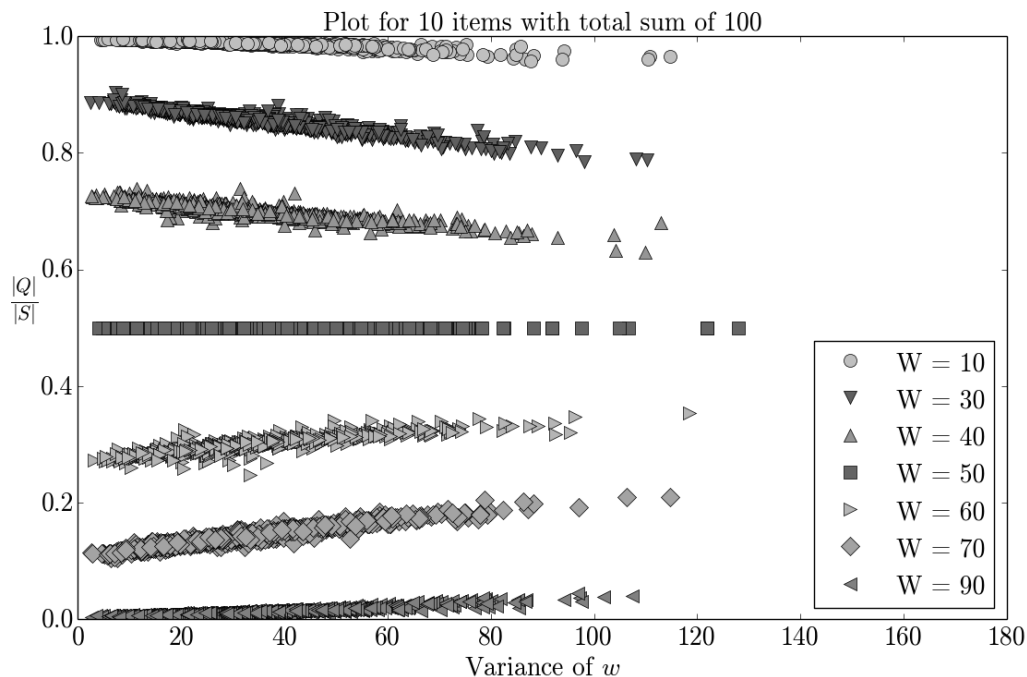 Plot for 10 items with total sum of 100
1.0
0.8
0.6
|Q|
|S|
0.4
0.2
0.0
W = 10
W = 30
W = 40
W = 50
W = 60
W = 70
W = 90
0 20 40 60 80 100 120 140 160 180
Variance of w